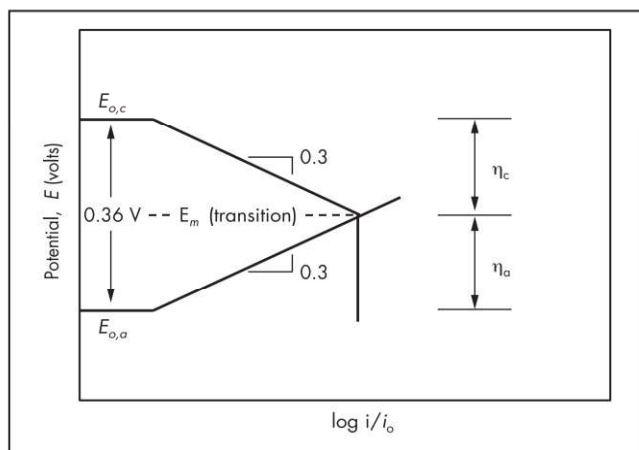 E_{o,c}
0.3
η_c
Potential, E (volts)
0.36 V
E_m (transition)
0.3
η_a
E_{o,a}
log i/i_o